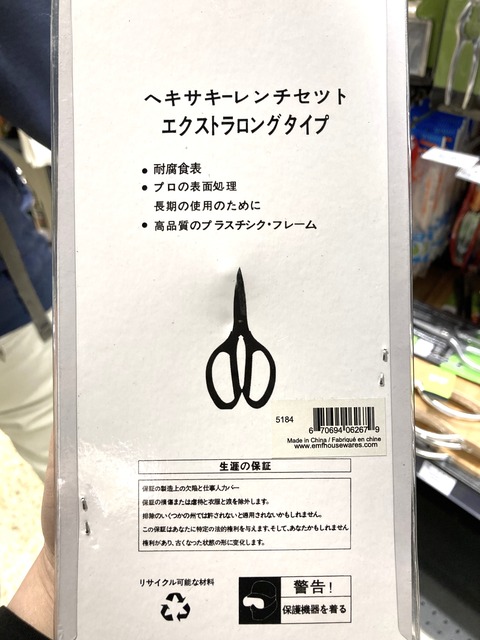 ヘキサキーレンチセツト
エクストラロングタイプ
● 耐腐食表
● プロの表面処理
長期の使用のために
● 高品質のプラスチシク・フレーム
5184
6 70694 06267 9
Made in China / Fabriqué en chine
www.emfhousewares.com
生涯の保証
保証の製造上の欠陥と仕事人カバー
保証の損傷または虐待と衣服と涙を除外します。
排除のいくつかの州では許されないと適用されないかもしれません。
この保証はあなたに特定の法的権利を与えます、そして、あなたかもしれません
権利があり、古くなった状態の形に変化します。
リサイクル可能な材料
警告!
保護機器を着る